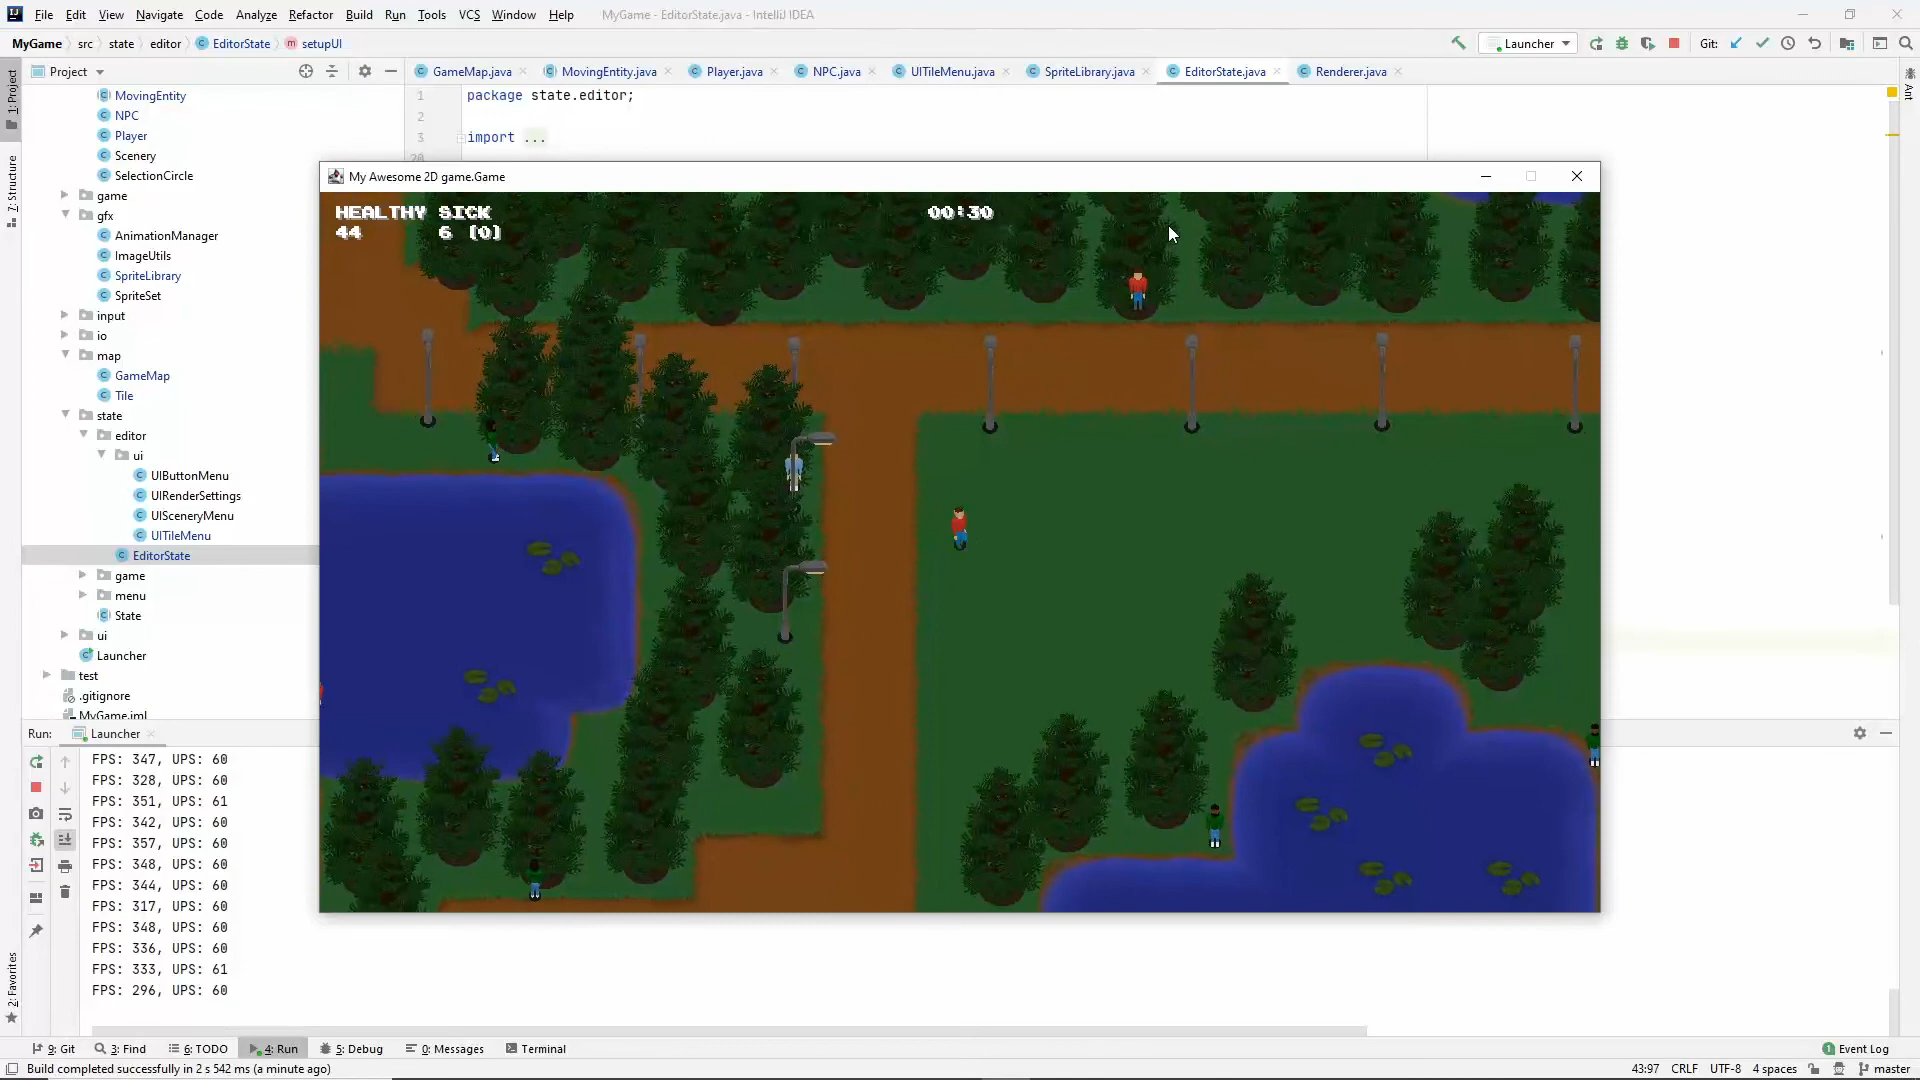 File Edit View Navigate Code Analyze Refactor Build Run Tools VCS Window Help MyGame - EditorState.java - IntelliJ IDEA
MyGame src state editor EditorState setupUI Launcher Git:
Project GameMap.java MovingEntity.java Player.java NPC.java UITileMenu.java SpriteLibrary.java EditorState.java Renderer.java
1: Project
7: Structure
2: Favorites
Ant
MovingEntity
NPC
Player
Scenery
SelectionCircle
game
gfx
AnimationManager
ImageUtils
SpriteLibrary
SpriteSet
input
io
map
GameMap
Tile
state
editor
ui
UIButtonMenu
UIRenderSettings
UISceneryMenu
UITileMenu
EditorState
game
menu
State
ui
Launcher
test
.gitignore
MyGame.iml
1 package state.editor;
2
3 import ...
20
My Awesome 2D game.Game
HEALTHY SICK 00:30
44 6 [0]
Run: Launcher
FPS: 347, UPS: 60
FPS: 328, UPS: 60
FPS: 351, UPS: 61
FPS: 342, UPS: 60
FPS: 357, UPS: 60
FPS: 348, UPS: 60
FPS: 344, UPS: 60
FPS: 317, UPS: 60
FPS: 348, UPS: 60
FPS: 336, UPS: 60
FPS: 333, UPS: 61
FPS: 296, UPS: 60
9: Git 3: Find 6: TODO 4: Run 5: Debug 0: Messages Terminal 1 Event Log
Build completed successfully in 2 s 542 ms (a minute ago) 43:97 CRLF UTF-8 4 spaces master